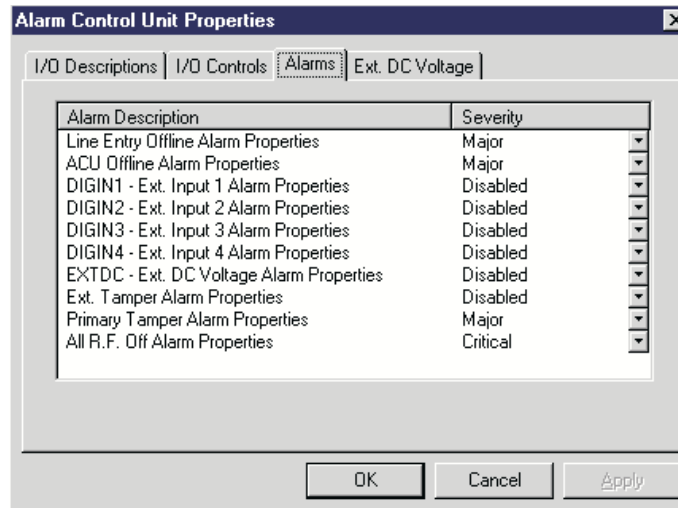 Alarm Control Unit Properties
I/O Descriptions I/O Controls Alarms Ext. DC Voltage
Alarm Description Severity
Line Entry Offline Alarm Properties Major
ACU Offline Alarm Properties Major
DIGIN1 - Ext. Input 1 Alarm Properties Disabled
DIGIN2 - Ext. Input 2 Alarm Properties Disabled
DIGIN3 - Ext. Input 3 Alarm Properties Disabled
DIGIN4 - Ext. Input 4 Alarm Properties Disabled
EXTDC - Ext. DC Voltage Alarm Properties Disabled
Ext. Tamper Alarm Properties Disabled
Primary Tamper Alarm Properties Major
All R.F. Off Alarm Properties Critical
OK Cancel Apply